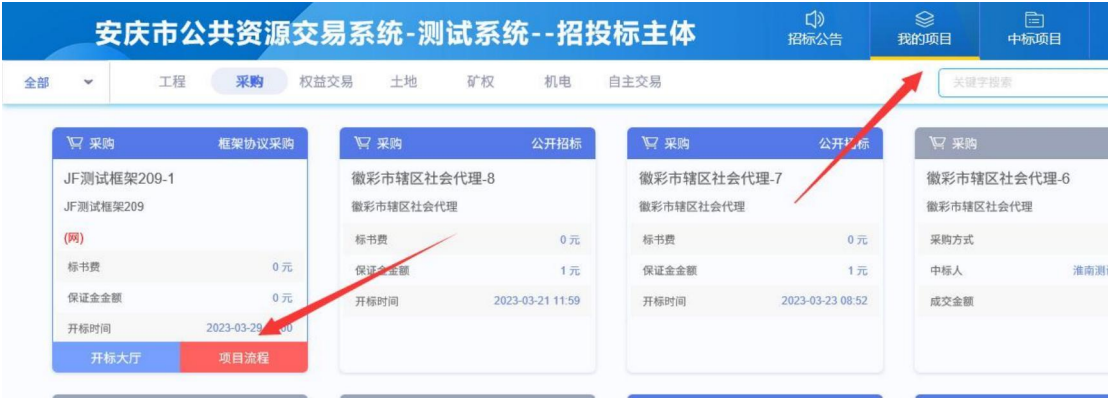 安庆市公共资源交易系统-测试系统--招投标主体
招标公告
我的项目
中标项目
全部
工程
采购
权益交易
土地
矿权
机电
自主交易
关键字搜索
采购 框架协议采购
JF测试框架209-1
JF测试框架209
(网)
标书费 0 元
保证金金额 0 元
开标时间 2023-03-29
开标大厅 项目流程
采购 公开招标
徽彩市辖区社会代理-8
徽彩市辖区社会代理
标书费 0 元
保证金金额 1 元
开标时间 2023-03-21 11:59
采购 公开招标
徽彩市辖区社会代理-7
徽彩市辖区社会代理
标书费 0 元
保证金金额 1 元
开标时间 2023-03-23 08:52
采购
徽彩市辖区社会代理-6
徽彩市辖区社会代理
采购方式
中标人 淮南测
成交金额